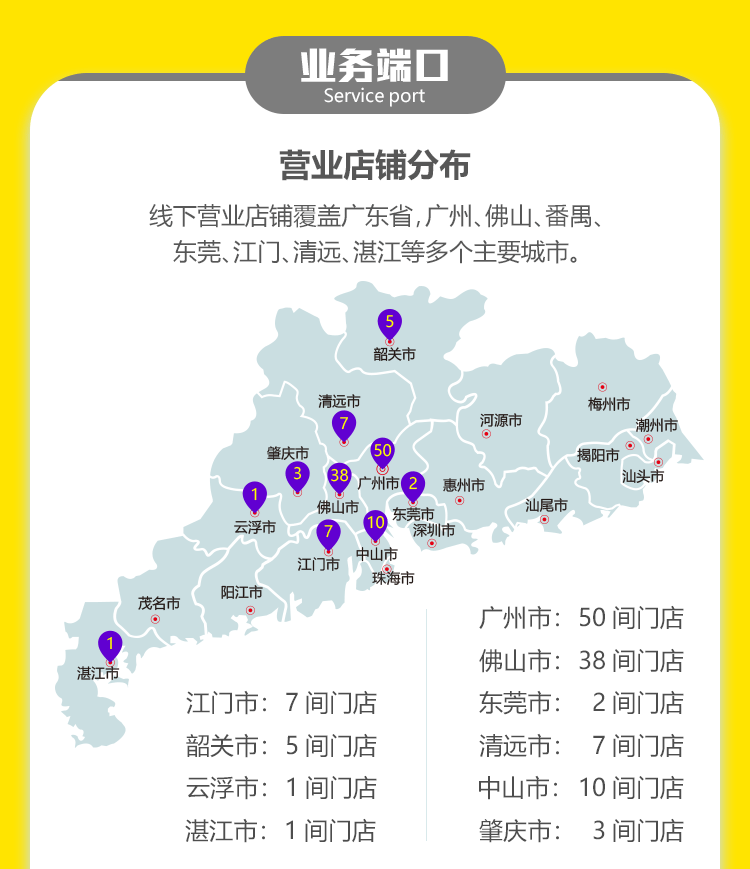 业务端口
Service port
营业店铺分布
线下营业店铺覆盖广东省,广州、佛山、番禺、
东莞、江门、清远、湛江等多个主要城市。
5
韶关市
清远市
7
梅州市
河源市
潮州市
肇庆市
50
揭阳市
3
38
广州市
2
惠州市
汕头市
1
佛山市
东莞市
汕尾市
云浮市
7
10
深圳市
江门市
中山市
珠海市
茂名市
阳江市
1
湛江市
广州市： 50 间门店
佛山市： 38 间门店
江门市： 7 间门店
东莞市： 2 间门店
韶关市： 5 间门店
清远市： 7 间门店
云浮市： 1 间门店
中山市： 10 间门店
湛江市： 1 间门店
肇庆市： 3 间门店